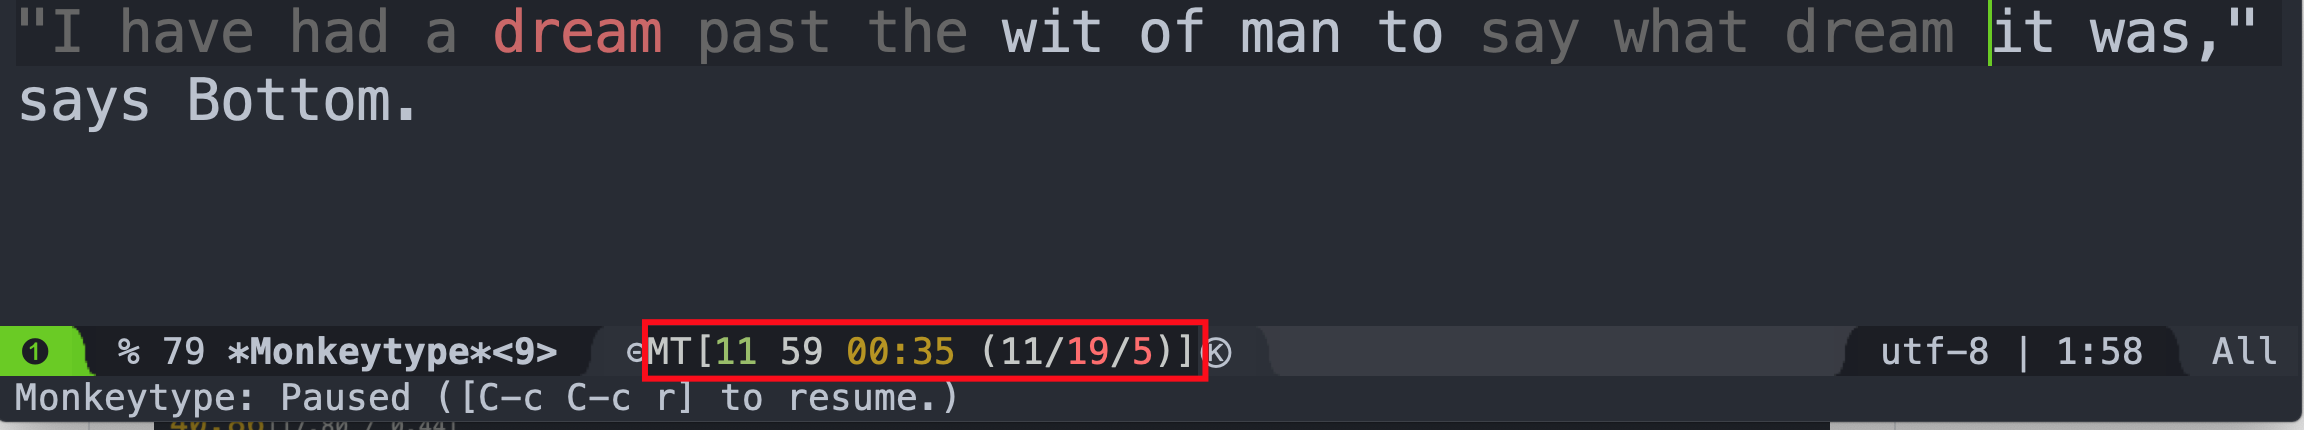 "I have had a dream past the wit of man to say what dream it was,"
says Bottom.
❶ % 79 *Monkeytype*<9> ⊝MT[11 59 00:35 (11/19/5)]Ⓚ utf-8 | 1:58 All
Monkeytype: Paused ([C-c C-c r] to resume.)